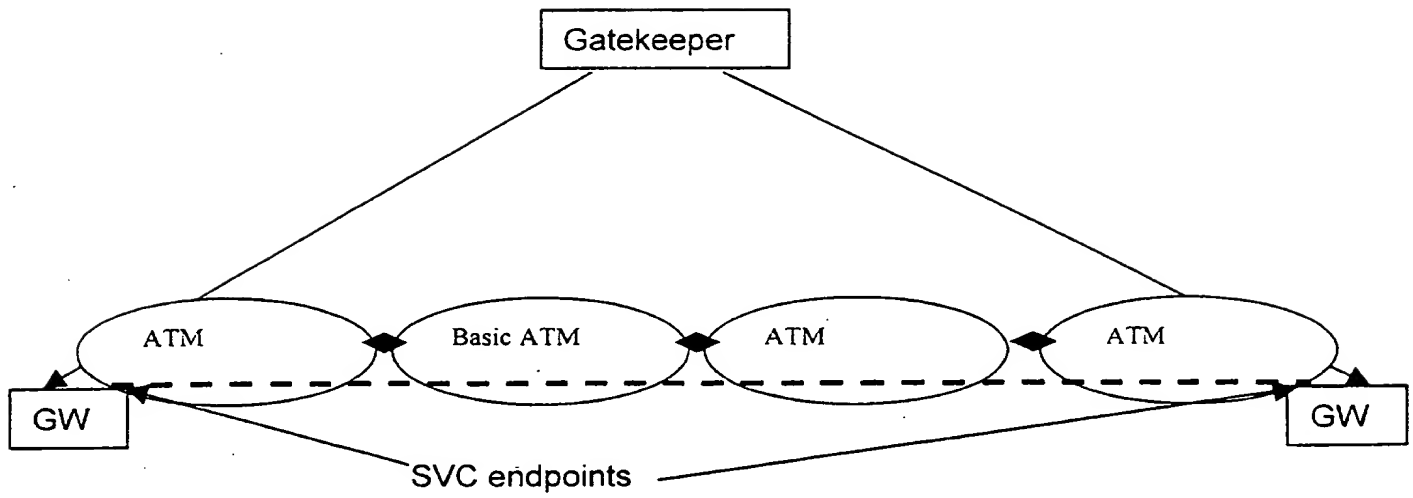 Gatekeeper
ATM
Basic ATM
ATM
ATM
GW
GW
SVC endpoints